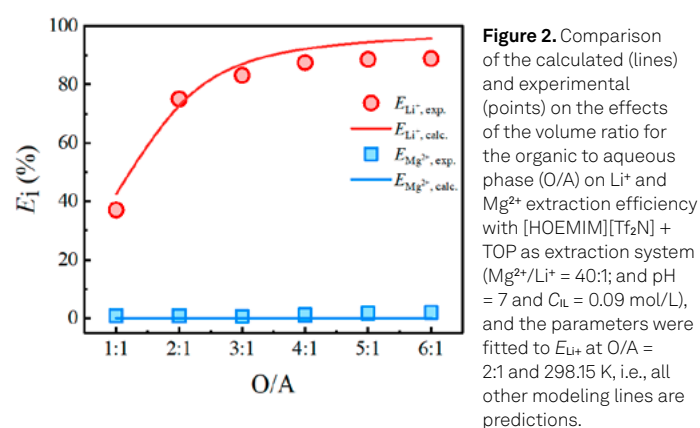 100
80
60
40
20
0
E_i (%)
E_Li⁺, exp.
E_Li⁺, calc.
E_Mg²⁺, exp.
E_Mg²⁺, calc.
1:1 2:1 3:1 4:1 5:1 6:1
O/A
Figure 2. Comparison
of the calculated (lines)
and experimental
(points) on the effects
of the volume ratio for
the organic to aqueous
phase (O/A) on Li⁺ and
Mg²⁺ extraction efficiency
with [HOEMIM][Tf₂N] +
TOP as extraction system
(Mg²⁺/Li⁺ = 40:1; and pH
= 7 and C_IL = 0.09 mol/L),
and the parameters were
fitted to E_Li+ at O/A =
2:1 and 298.15 K, i.e., all
other modeling lines are
predictions.